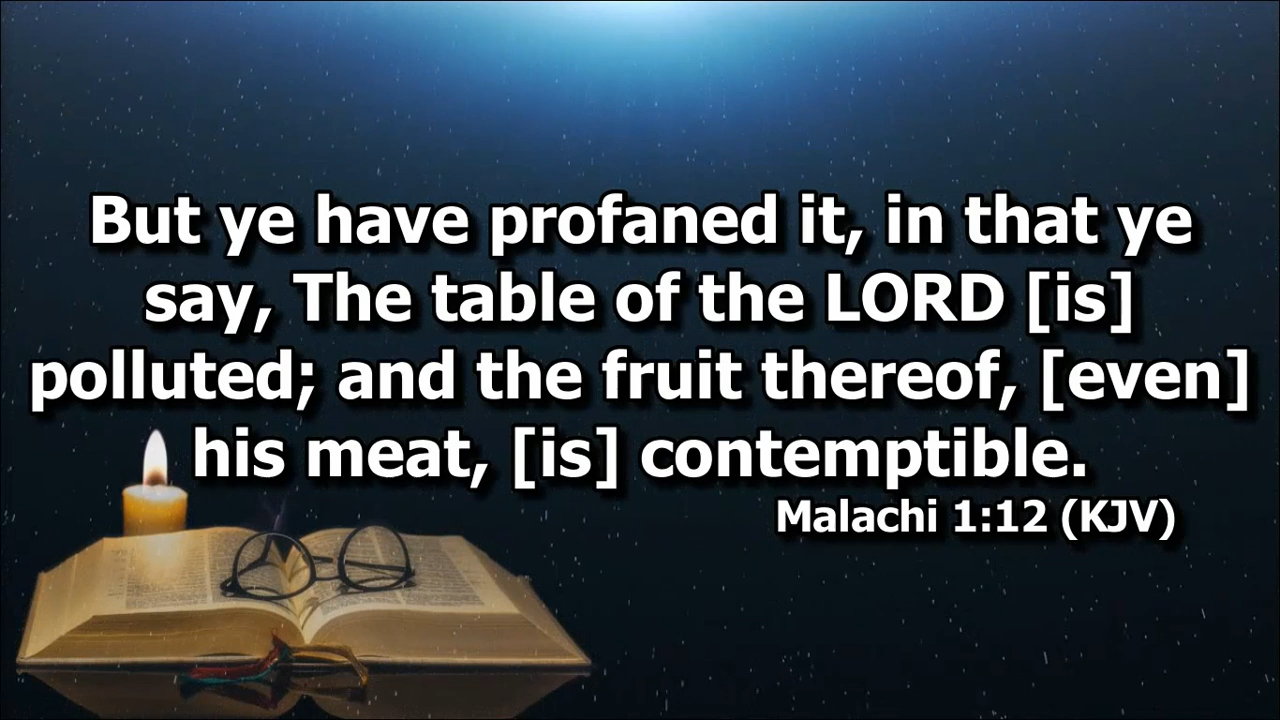 But ye have profaned it, in that ye
say, The table of the LORD [is]
polluted; and the fruit thereof, [even]
his meat, [is] contemptible.
Malachi 1:12 (KJV)